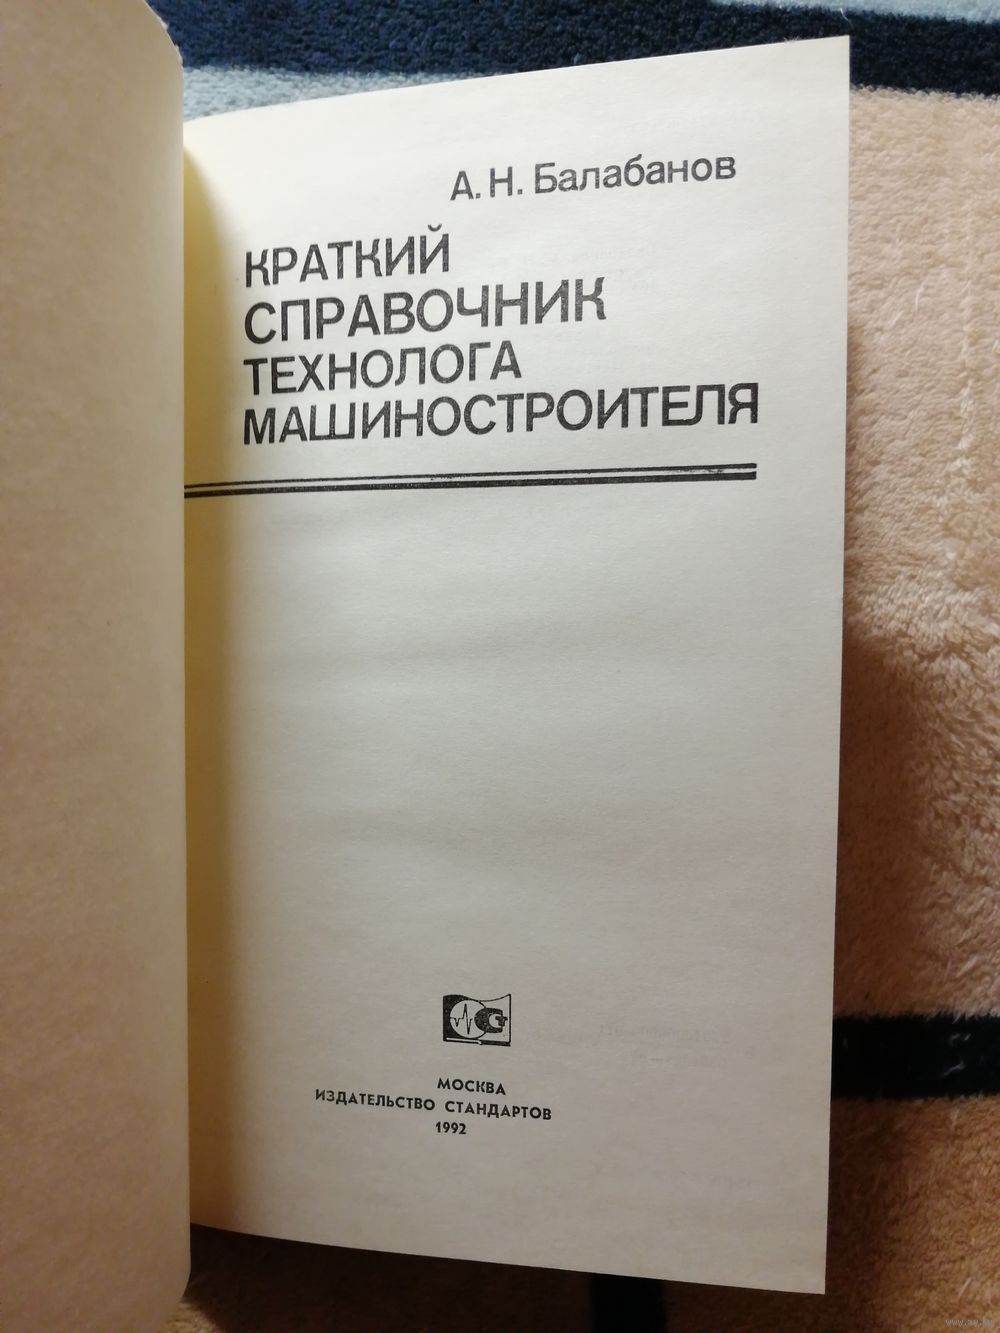 А. Н. Балабанов
КРАТКИЙ
СПРАВОЧНИК
ТЕХНОЛОГА
МАШИНОСТРОИТЕЛЯ
МОСКВА
ИЗДАТЕЛЬСТВО СТАНДАРТОВ
1992